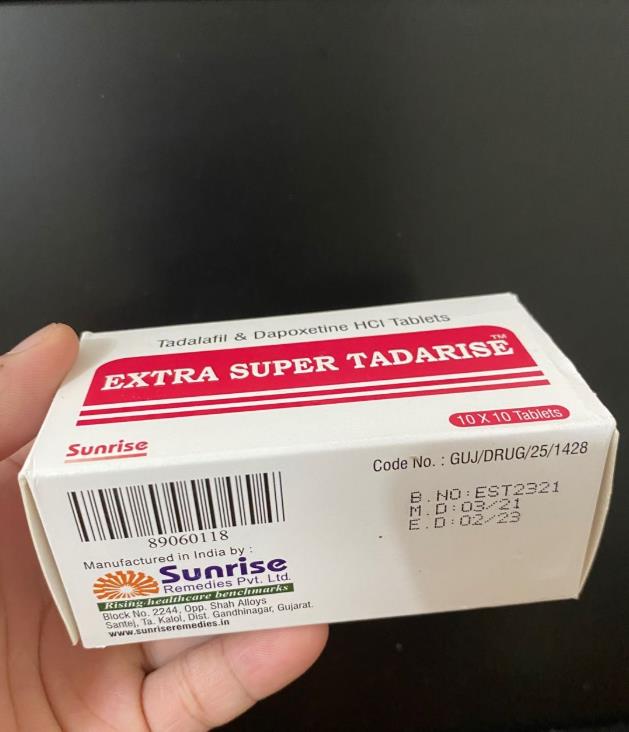 Tadalafil & Dapoxetine HCl Tablets
EXTRA SUPER TADARISE™
10 X 10 Tablets
Sunrise
Code No. : GUJ/DRUG/25/1428
B.NO:EST2321
M.D:03/21
E.D:02/23
89060118
Manufactured in India by :
Sunrise
Remedies Pvt. Ltd.
Rising healthcare benchmarks
Block No. 2244, Opp. Shah Alloys
Santej, Ta. Kalol, Dist. Gandhinagar, Gujarat.
www.sunriseremedies.in